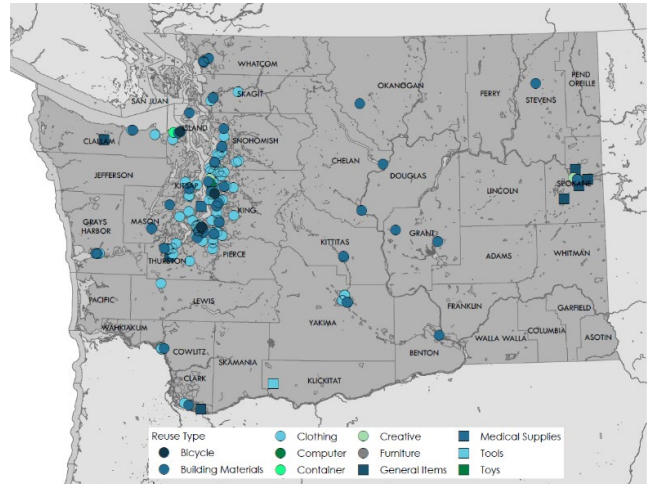 WHATCOM
SAN JUAN
SKAGIT
OKANOGAN
FERRY
STEVENS
PEND
OREILLE
ISLAND
CLALLAM
SNOHOMISH
CHELAN
DOUGLAS
JEFFERSON
KITSAP
LINCOLN
SPOKANE
GRAYS
HARBOR
MASON
KING
GRANT
KITTITAS
ADAMS
WHITMAN
THURSTON
PIERCE
PACIFIC
LEWIS
FRANKLIN
GARFIELD
WAHKIAKUM
YAKIMA
COLUMBIA
WALLA WALLA
ASOTIN
COWLITZ
BENTON
SKAMANIA
CLARK
KLICKITAT
Reuse Type
Bicycle
Building Materials
Clothing
Computer
Container
Creative
Furniture
General Items
Medical Supplies
Tools
Toys